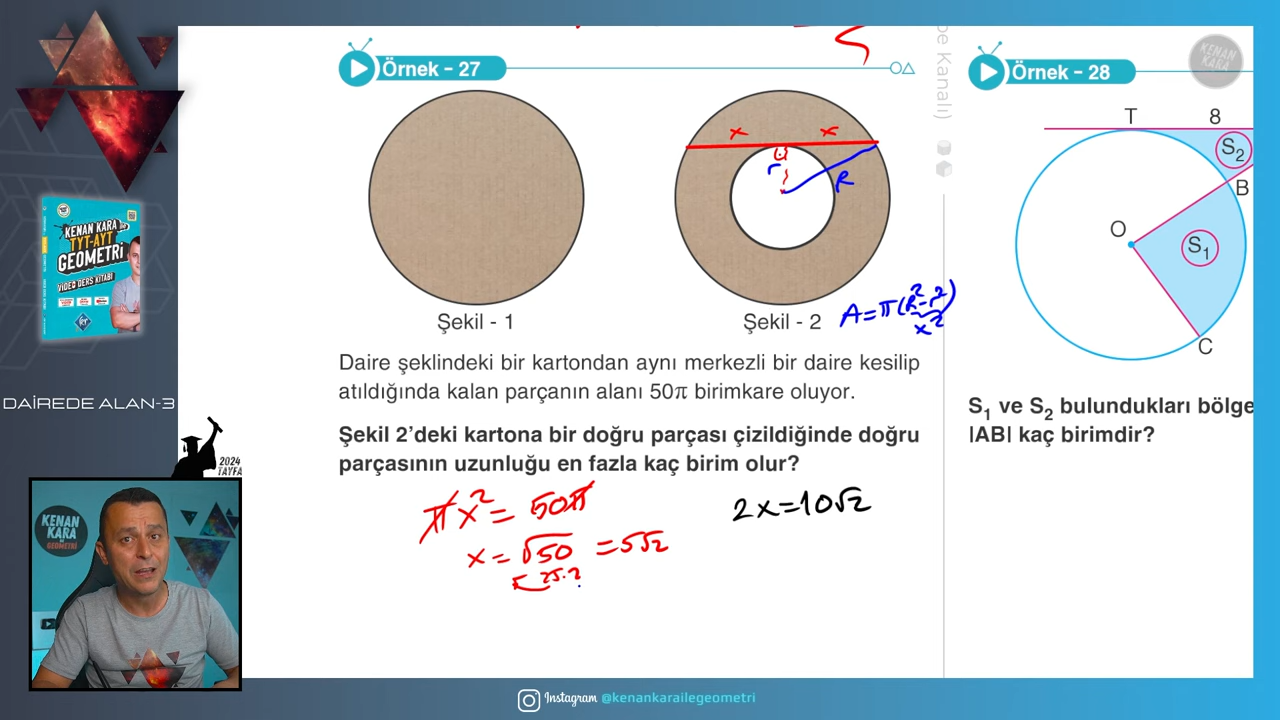 Örnek - 27
x
x
r
R
Şekil - 1
Şekil - 2
A=π(R²-r²)
x²
Daire şeklindeki bir kartondan aynı merkezli bir daire kesilip
atıldığında kalan parçanın alanı 50π birimkare oluyor.
Şekil 2’deki kartona bir doğru parçası çizildiğinde doğru
parçasının uzunluğu en fazla kaç birim olur?
πx² = 50π
x = √50 = 5√2
25.2
2x=10√2
be Kanalı)
Örnek - 28
KENAN
KARA
T
8
S₂
B
O
S₁
C
S₁ ve S₂ bulundukları bölge
|AB| kaç birimdir?
KENAN KARA
TYT-AYT
GEOMETRİ
VİDEO DERS KİTABI
DAİREDE ALAN-3
2024
TAYFA
KENAN
KARA
GEOMETRİ
Instagram @kenankarailegeometri